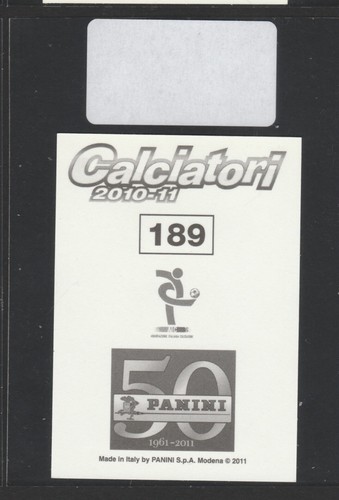 Calciatori
2010-11
189
50
PANINI
1961-2011
Made in Italy by PANINI S.p.A. Modena © 2011